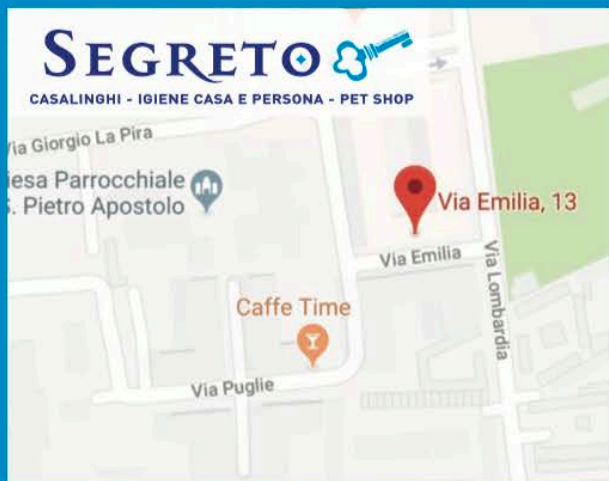 SEGRETO
CASALINGHI - IGIENE CASA E PERSONA - PET SHOP
Via Giorgio La Pira
iesa Parrocchiale
S. Pietro Apostolo
Via Emilia, 13
Via Emilia
Via Lombardia
Caffe Time
Via Puglie